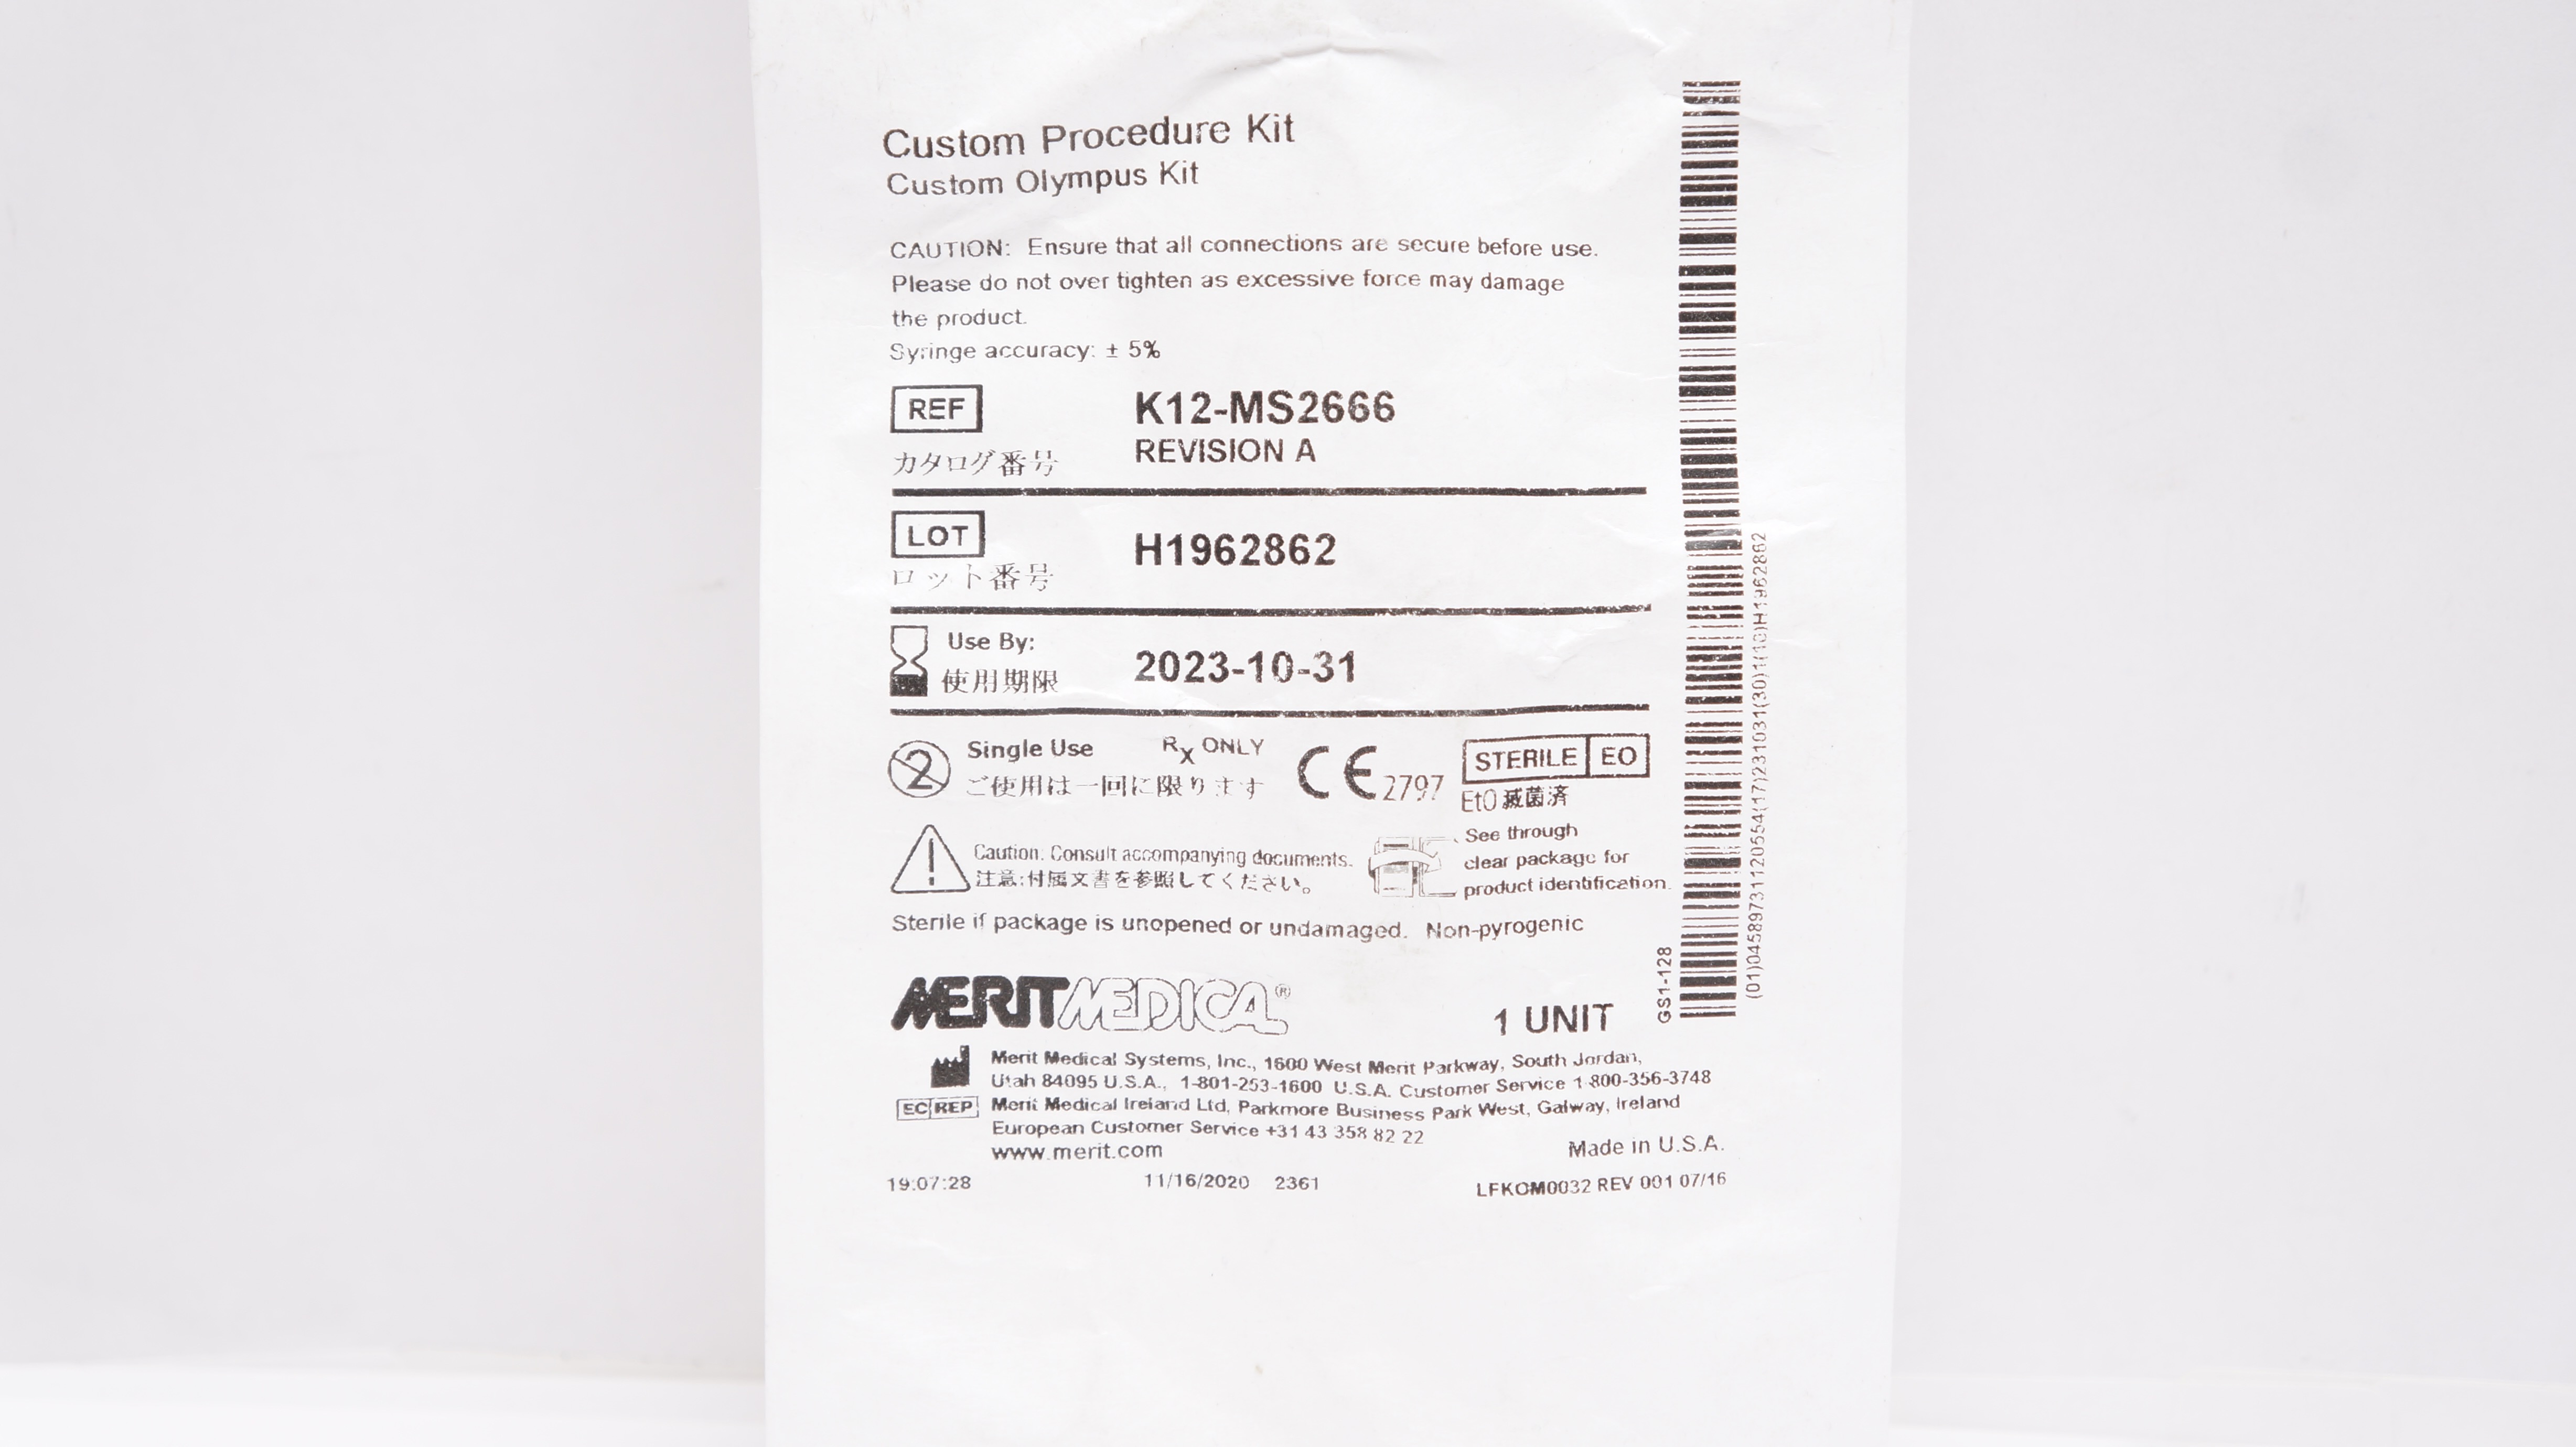 Custom Procedure Kit
Custom Olympus Kit
CAUTION: Ensure that all connections are secure before use.
Please do not over tighten as excessive force may damage
the product.
Syringe accuracy: ± 5%
REF
K12-MS2666
カタログ番号
REVISION A
LOT
H1962862
ロット番号
Use By:
使用期限
2023-10-31
2
Single Use
ご使用は一回に限ります
Rx ONLY
CE 2797
STERILE EO
EtO 滅菌済
Caution: Consult accompanying documents.
注意:付属文書を参照してください。
See through
clear package for
product identification.
Sterile if package is unopened or undamaged. Non-pyrogenic
MERIT MEDICAL®
1 UNIT
Merit Medical Systems, Inc., 1600 West Merit Parkway, South Jordan,
Utah 84095 U.S.A., 1-801-253-1600 U.S.A. Customer Service 1-800-356-3748
EC REP
Merit Medical Ireland Ltd, Parkmore Business Park West, Galway, Ireland
European Customer Service +31 43 358 82 22
www.merit.com
Made in U.S.A.
19:07:28 11/16/2020 2361 LFKOM0032 REV 001 07/16
GS1-128
(01)04589731120554(17)231031(30)1(10)H1962862